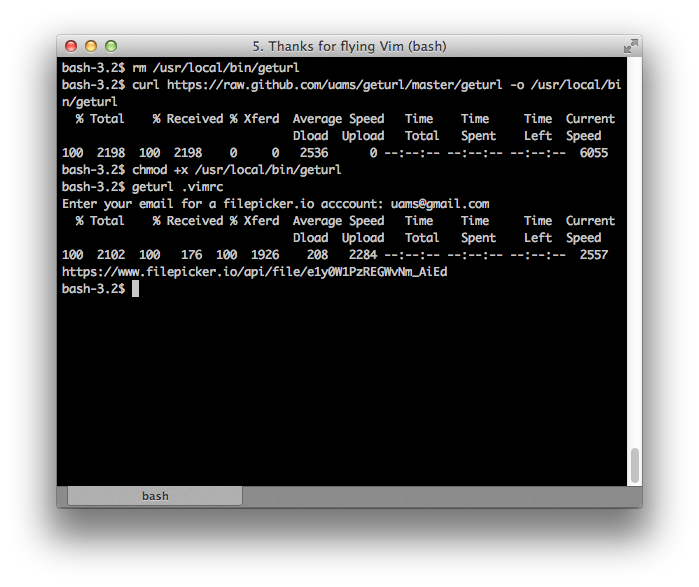 5. Thanks for flying Vim (bash)
bash-3.2$ rm /usr/local/bin/geturl
bash-3.2$ curl https://raw.github.com/uams/geturl/master/geturl -o /usr/local/bi
n/geturl
% Total % Received % Xferd Average Speed Time Time Time Current
Dload Upload Total Spent Left Speed
100 2198 100 2198 0 0 2536 0 --:--:-- --:--:-- --:--:-- 6055
bash-3.2$ chmod +x /usr/local/bin/geturl
bash-3.2$ geturl .vimrc
Enter your email for a filepicker.io acccount: uams@gmail.com
% Total % Received % Xferd Average Speed Time Time Time Current
Dload Upload Total Spent Left Speed
100 2102 100 176 100 1926 208 2284 --:--:-- --:--:-- --:--:-- 2557
https://www.filepicker.io/api/file/e1y0W1PzREGWvNm_AiEd
bash-3.2$
bash